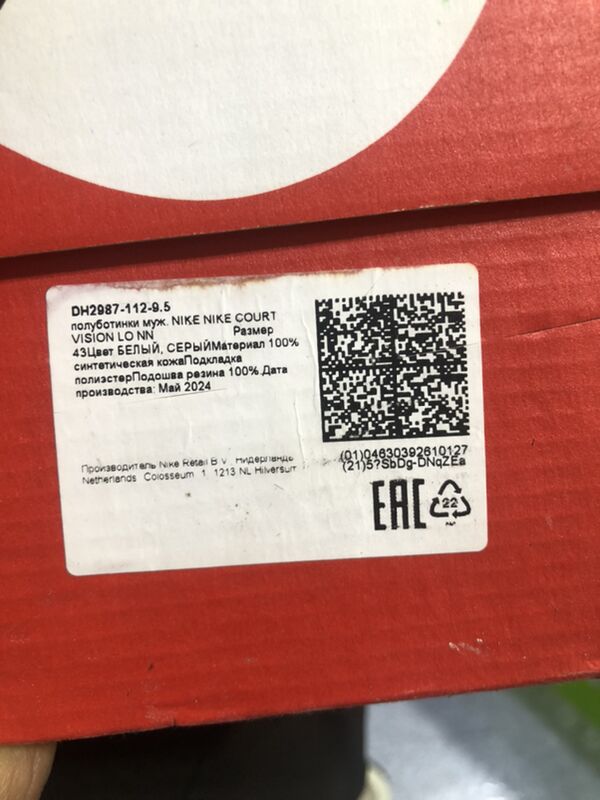 DH2987-112-9.5
полуботинки муж. NIKE NIKE COURT
VISION LO NN Размер
43Цвет БЕЛЫЙ, СЕРЫЙМатериал 100%
синтетическая кожаПодкладка
полиэстерПодошва резина 100%.Дата
производства: Май 2024
Производитель Nike Retail B V Нидерланды
Netherlands Colosseum 1 1213 NL Hilversum
(01)04630392610127
(21)5?SbDg-DNqZEa
EAC
22